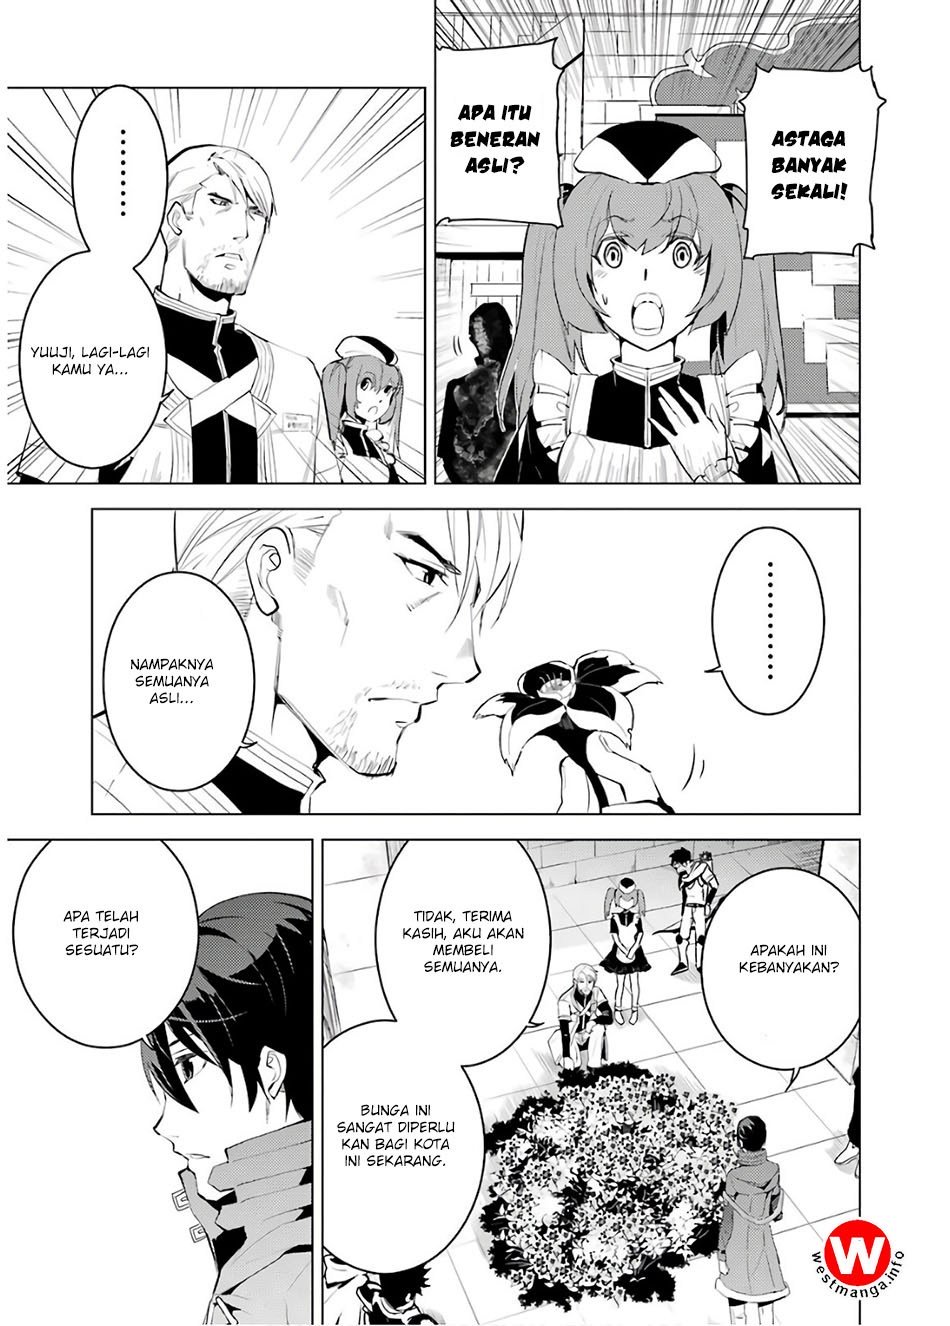 ASTAGA
BANYAK
SEKALI!
APA ITU
BENERAN
ASLI?
.........
YUUJI, LAGI-LAGI
KAMU YA...
.........
NAMPAKNYA
SEMUANYA
ASLI...
APAKAH INI
KEBANYAKAN?
TIDAK, TERIMA
KASIH, AKU AKAN
MEMBELI
SEMUANYA.
BUNGA INI
SANGAT DIPERLU
KAN BAGI KOTA
INI SEKARANG.
APA TELAH
TERJADI
SESUATU?
W
westmanga.info